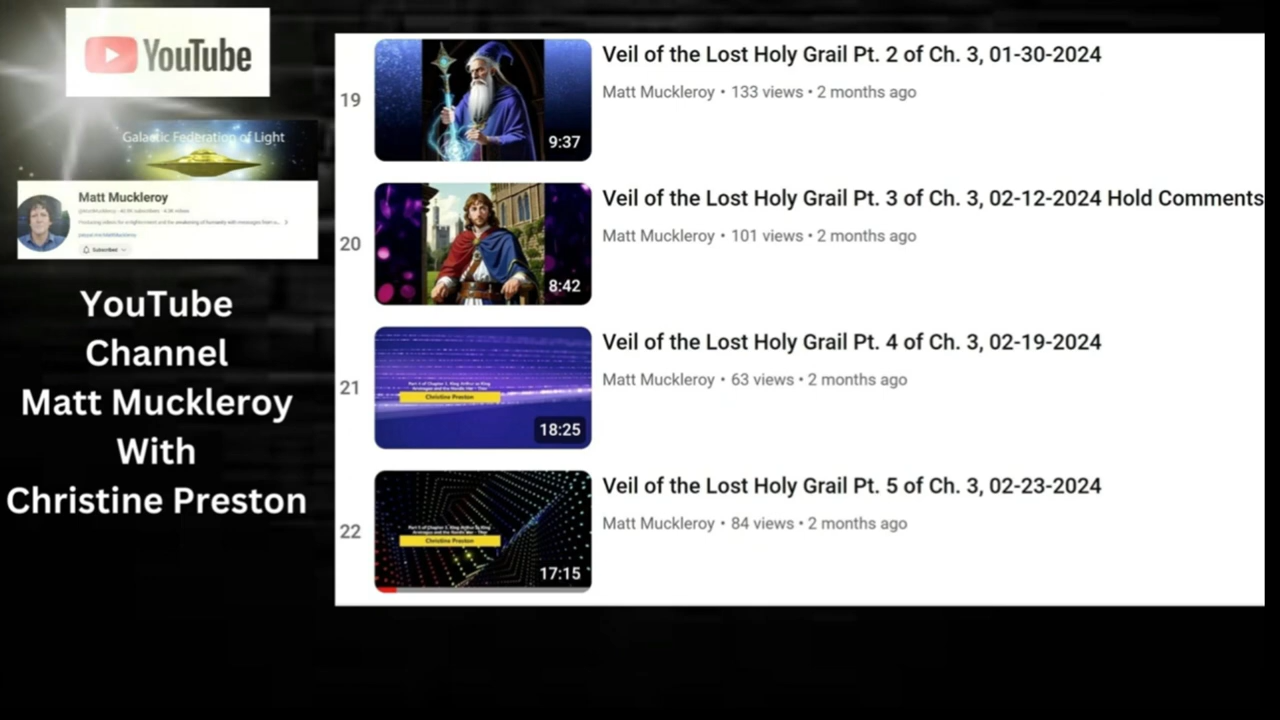 YouTube
Galactic Federation of Light
Matt Muckleroy
Subscribed
YouTube
Channel
Matt Muckleroy
With
Christine Preston
19
9:37
Veil of the Lost Holy Grail Pt. 2 of Ch. 3, 01-30-2024
Matt Muckleroy • 133 views • 2 months ago
20
8:42
Veil of the Lost Holy Grail Pt. 3 of Ch. 3, 02-12-2024 Hold Comments
Matt Muckleroy • 101 views • 2 months ago
21
Christine Preston
18:25
Veil of the Lost Holy Grail Pt. 4 of Ch. 3, 02-19-2024
Matt Muckleroy • 63 views • 2 months ago
22
Christine Preston
17:15
Veil of the Lost Holy Grail Pt. 5 of Ch. 3, 02-23-2024
Matt Muckleroy • 84 views • 2 months ago